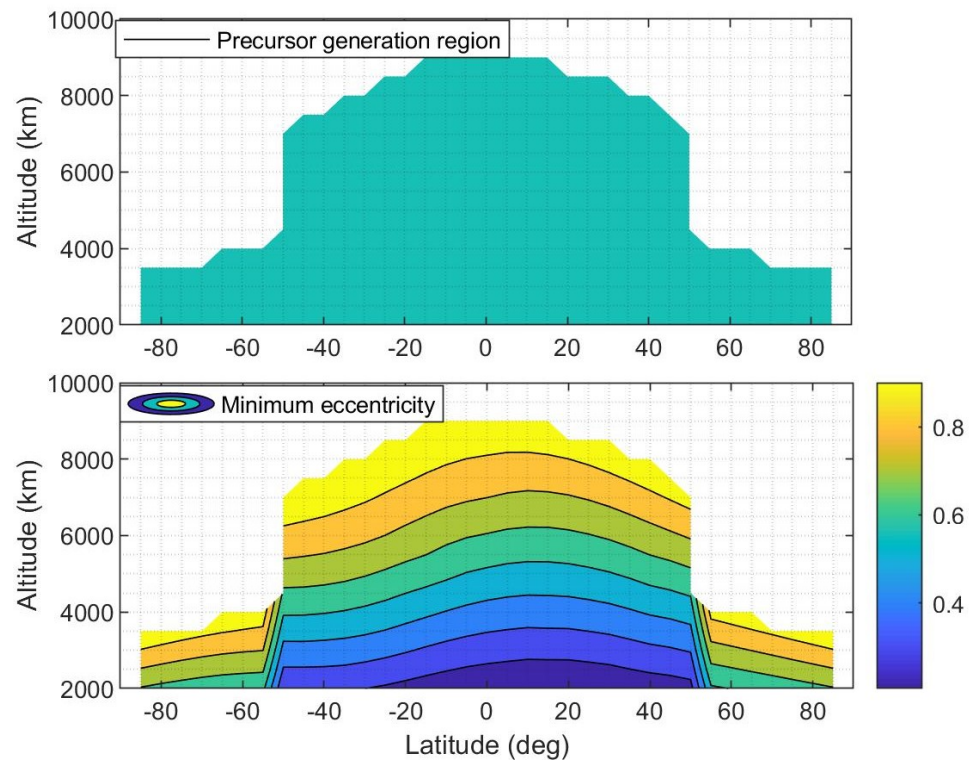 10000
Precursor generation region
8000
6000
4000
2000
Altitude (km)
-80 -60 -40 -20 0 20 40 60 80
10000
Minimum eccentricity
8000
6000
4000
2000
Altitude (km)
0.8
0.6
0.4
-80 -60 -40 -20 0 20 40 60 80
Latitude (deg)